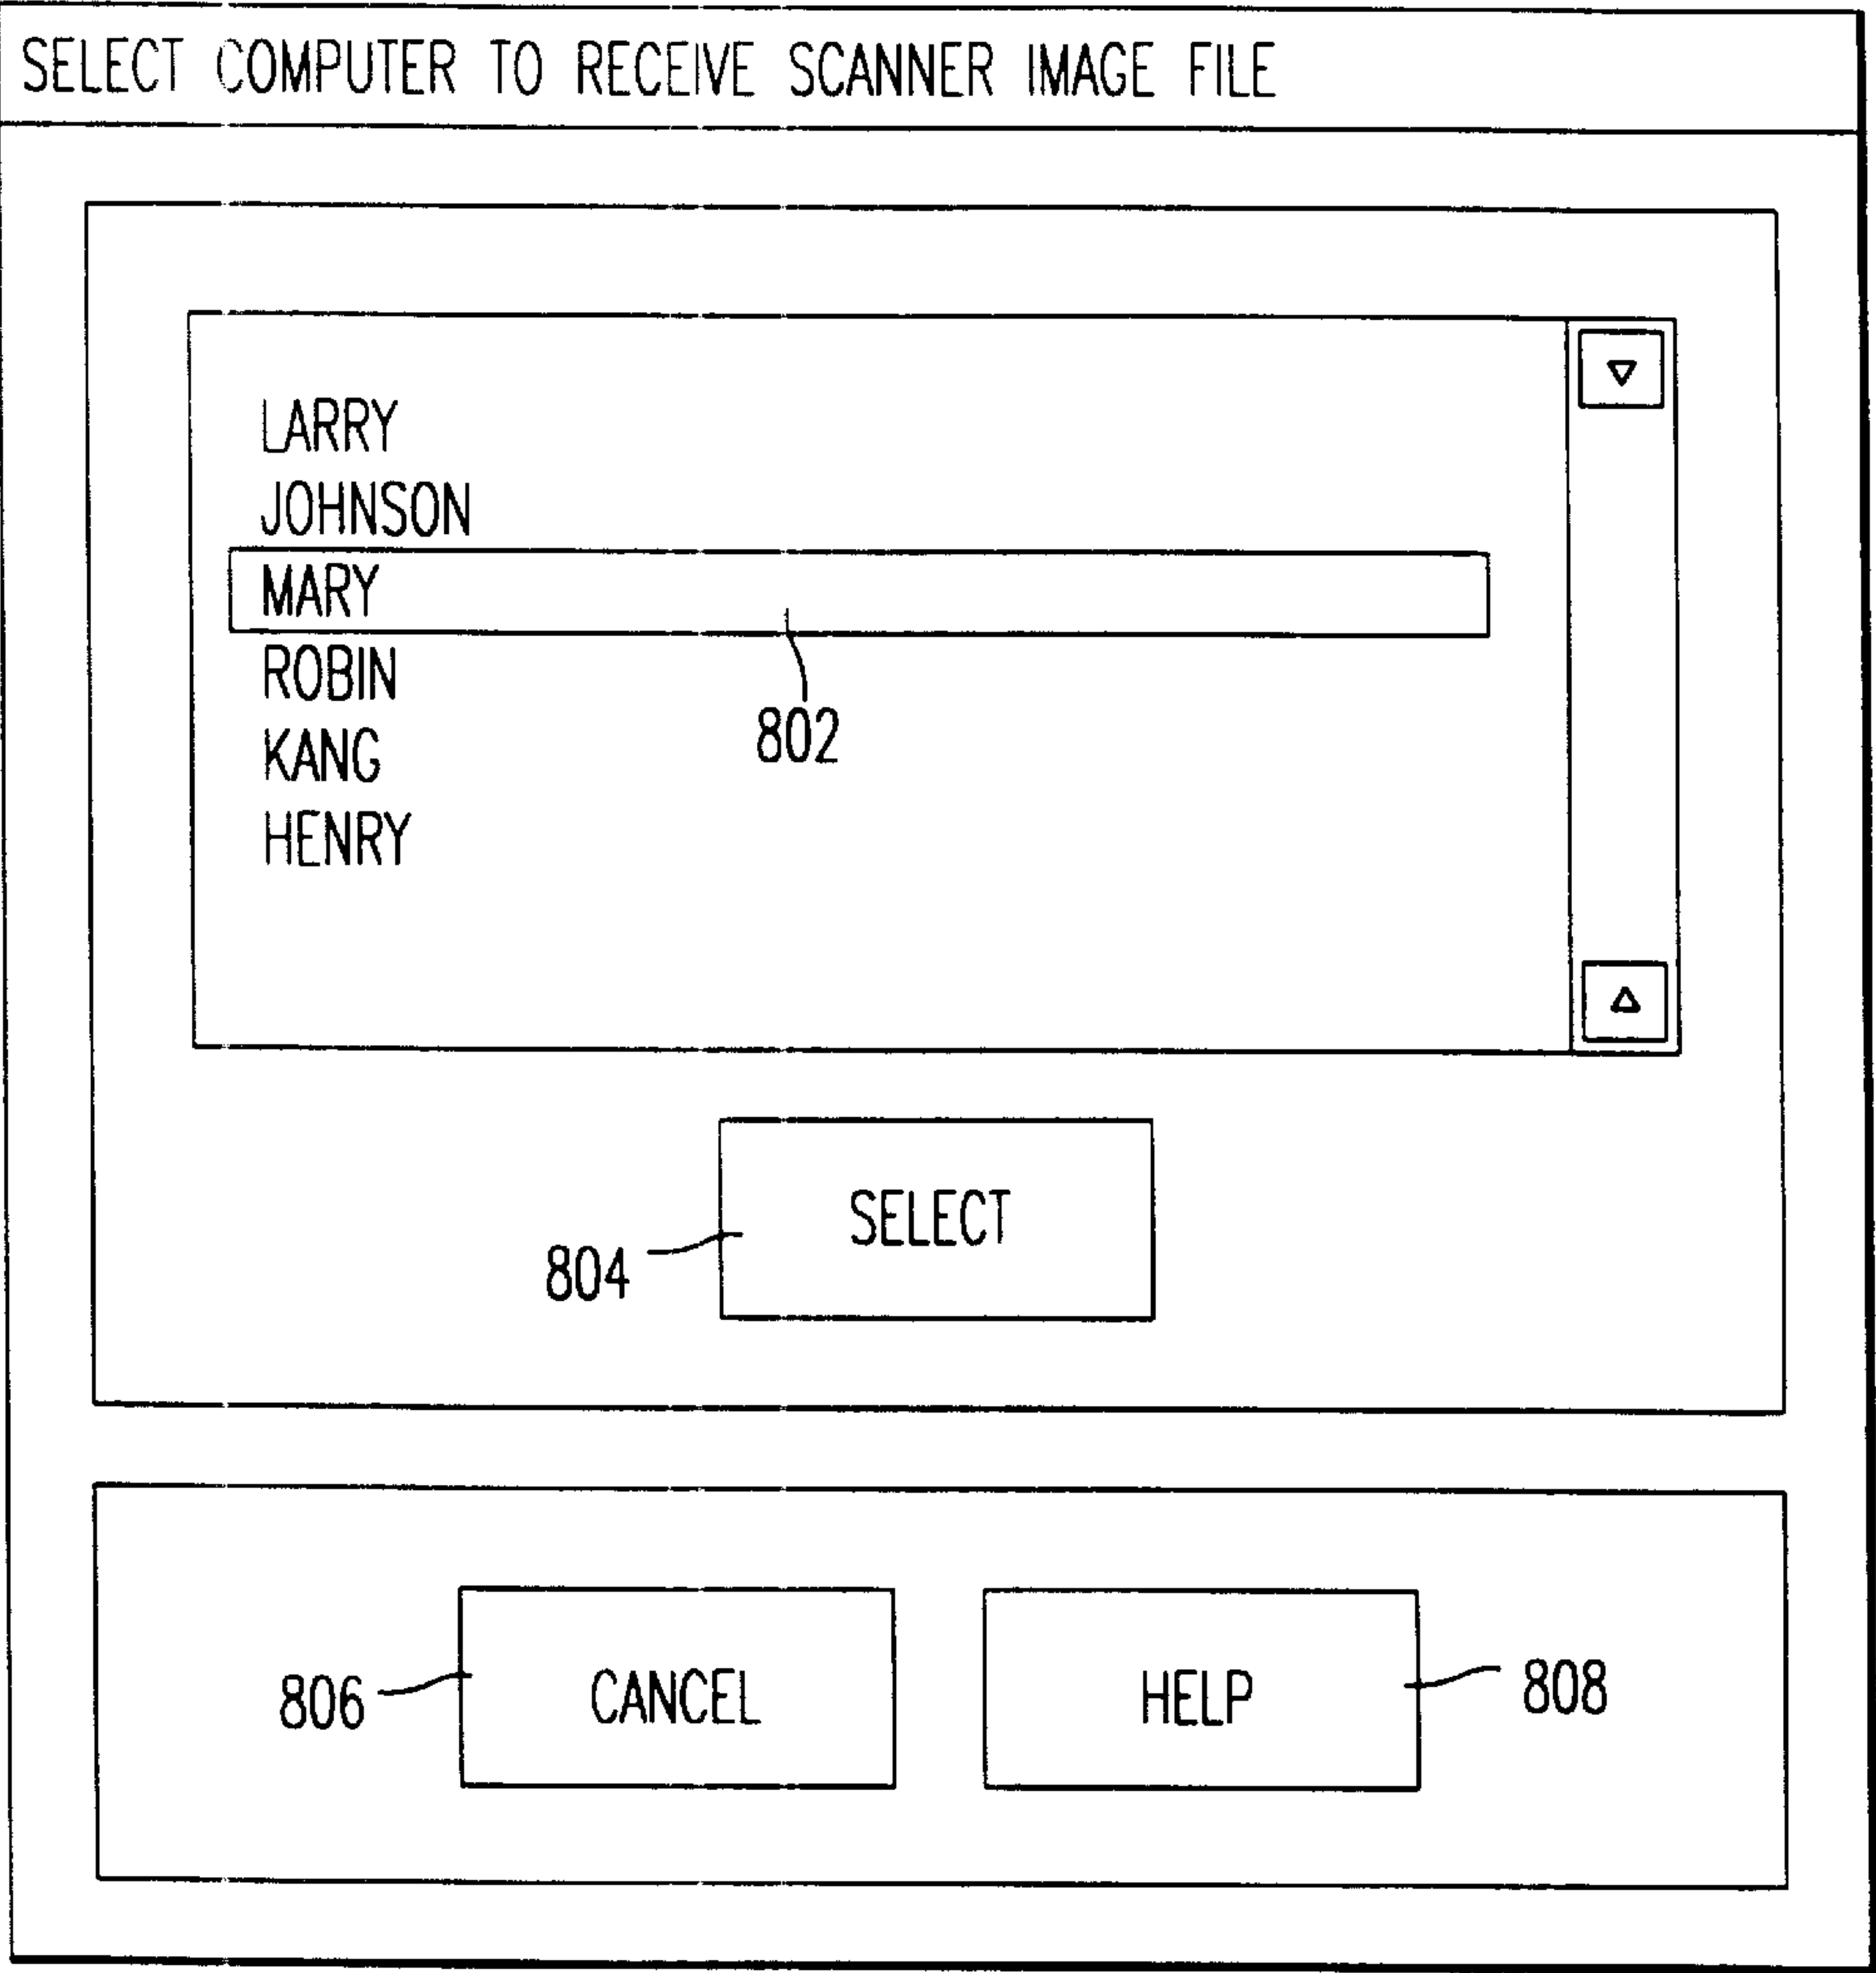 SELECT COMPUTER TO RECEIVE SCANNER IMAGE FILE
LARRY
JOHNSON
MARY
802
ROBIN
KANG
HENRY
SELECT
804
806
CANCEL
HELP
808